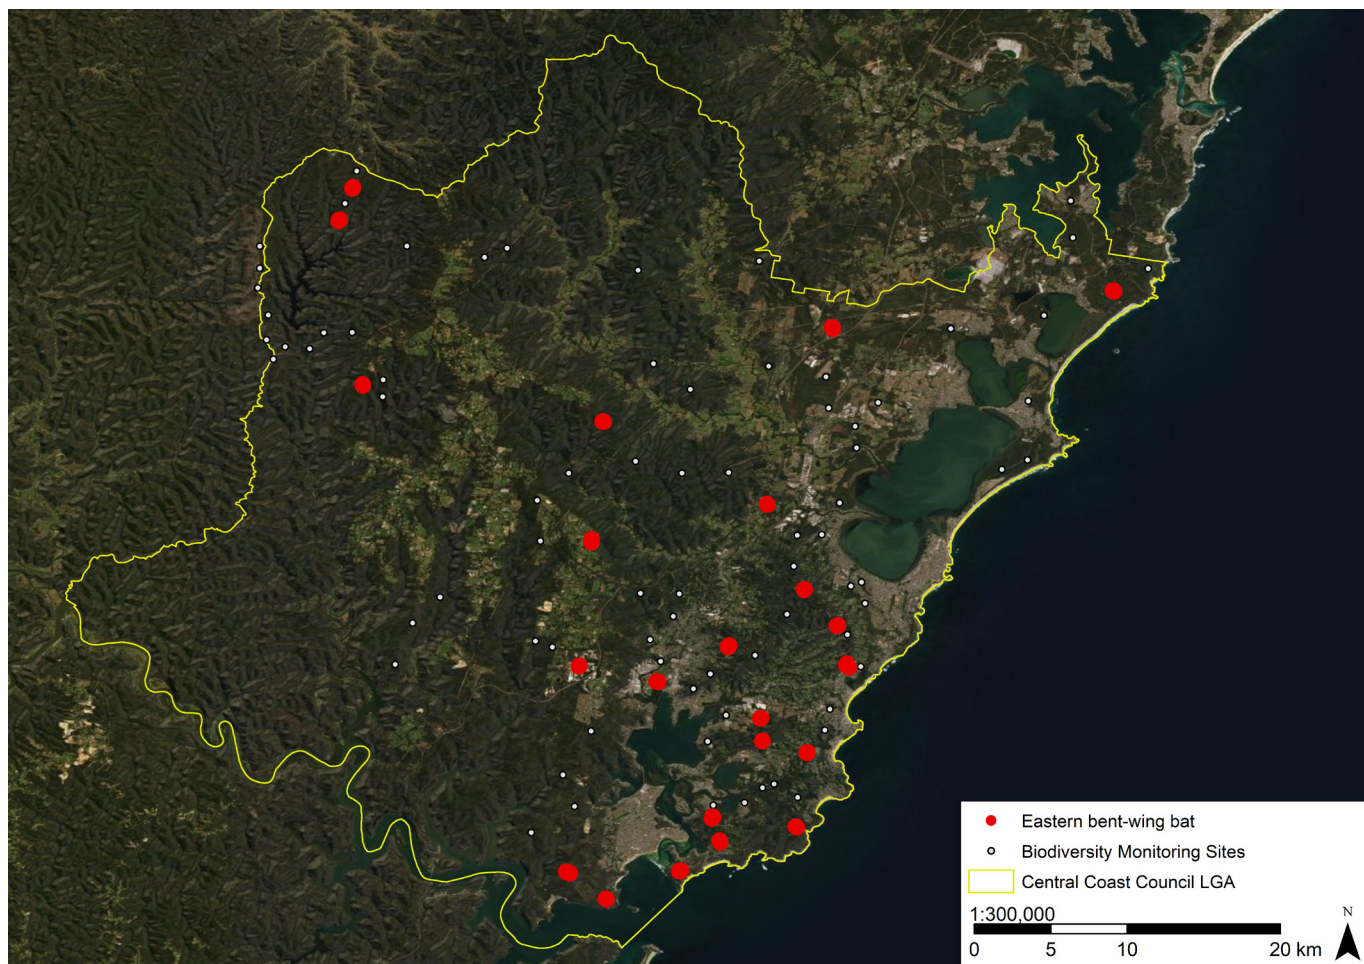 Eastern bent-wing bat
Biodiversity Monitoring Sites
Central Coast Council LGA
1:300,000
0 5 10 20 km
N